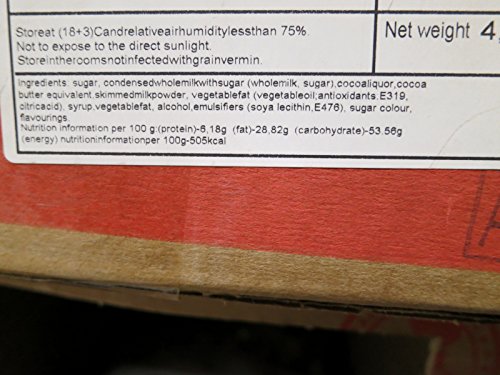 Storeat (18+3)Candrelativeairhumiditylessthan 75%.
Not to expose to the direct sunlight.
Storeintheroomsnotinfectedwithgrainvermin.
Net weight 4,
Ingredients: sugar, condensedwholemilkwithsugar (wholemilk, sugar),cocoaliquor,cocoa
butter equivalent,skimmedmilkpowder, vegetablefat (vegetableoil;antioxidants:E319,
citricacid), syrup,vegetablefat, alcohol,emulsifiers (soya lecithin,E476), sugar colour,
flavourings.
Nutrition information per 100 g:(protein)-6,18g (fat)-28,82g (carbohydrate)-53.56g
(energy) nutritioninformationper 100g-505kcal